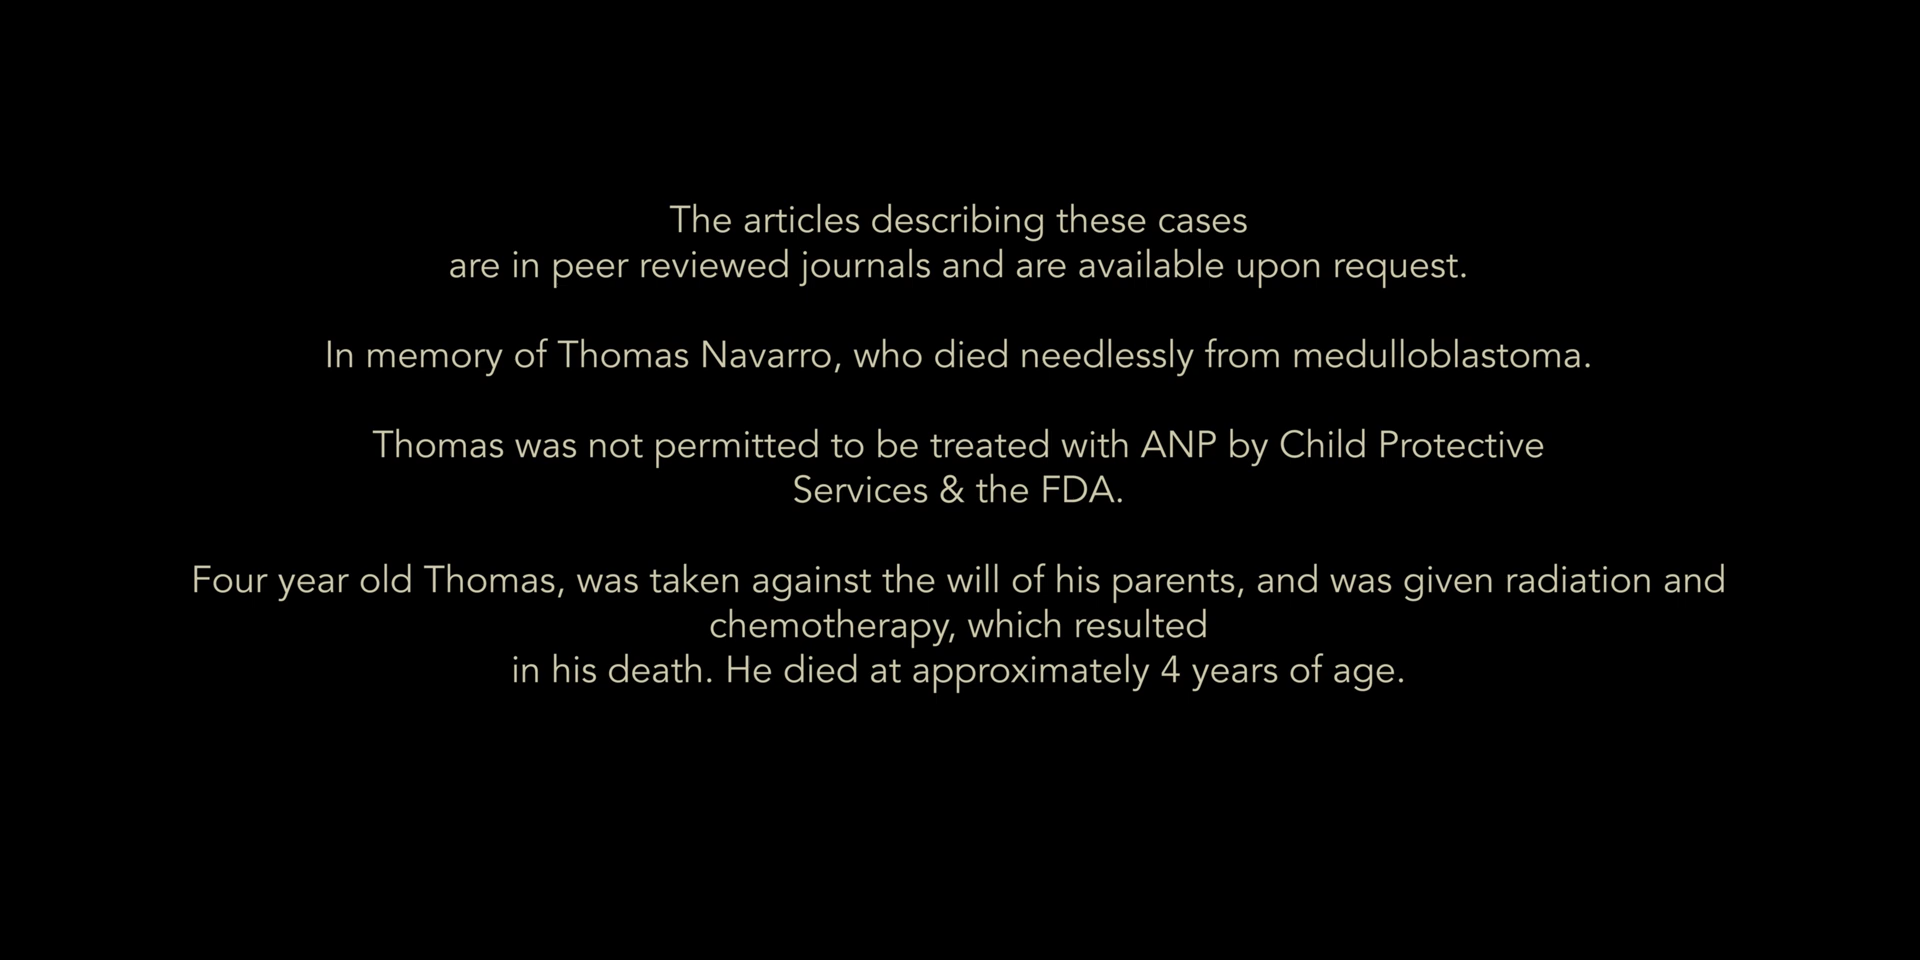 The articles describing these cases
are in peer reviewed journals and are available upon request.
In memory of Thomas Navarro, who died needlessly from medulloblastoma.
Thomas was not permitted to be treated with ANP by Child Protective
Services & the FDA.
Four year old Thomas, was taken against the will of his parents, and was given radiation and
chemotherapy, which resulted
in his death. He died at approximately 4 years of age.